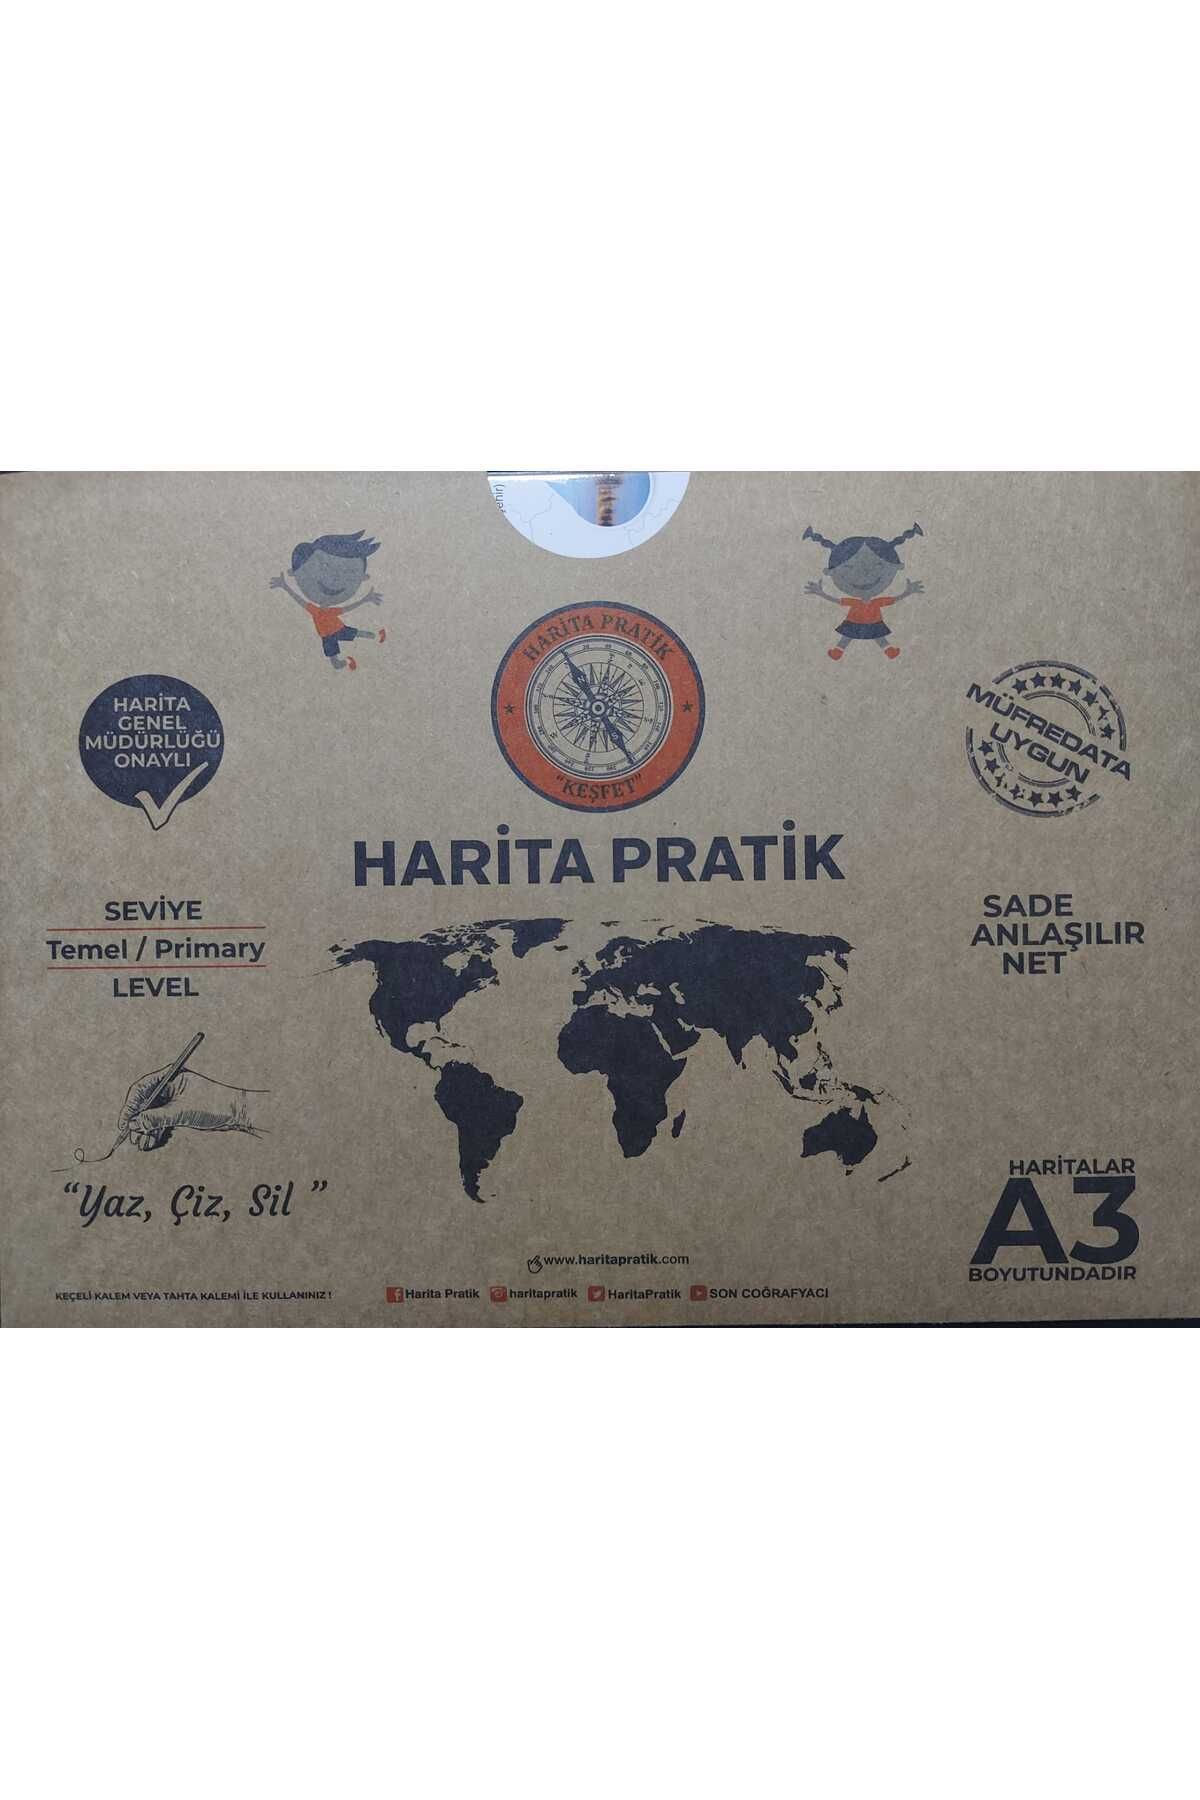 HARİTA PRATİK
"KEŞFET"
HARİTA
GENEL
MÜDÜRLÜĞÜ
ONAYLI
MÜFREDATA
UYGUN
HARİTA PRATİK
SEVİYE
Temel / Primary
LEVEL
SADE
ANLAŞILIR
NET
"Yaz, Çiz, Sil"
HARİTALAR
A3
BOYUTUNDADIR
www.haritapratik.com
KEÇELİ KALEM VEYA TAHTA KALEMİ İLE KULLANINIZ !
Harita Pratik haritapratik HaritaPratik SON COĞRAFYACI